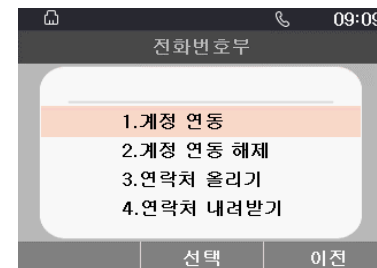 09:09
전화번호부
1.계정 연동
2.계정 연동 해제
3.연락처 올리기
4.연락처 내려받기
선택 이전